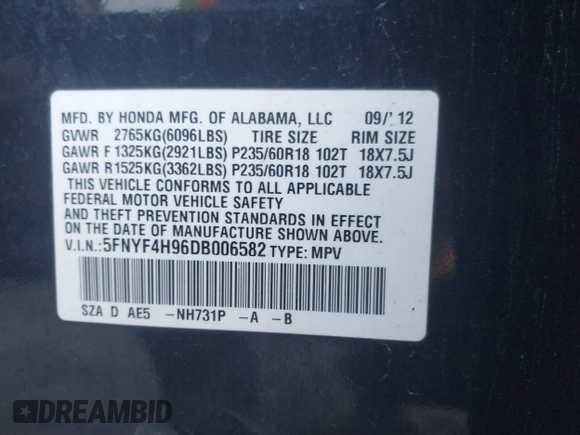 MFD. BY HONDA MFG. OF ALABAMA, LLC 09/'12
GVWR 2765KG(6096LBS) TIRE SIZE RIM SIZE
GAWR F 1325KG(2921LBS) P235/60R18 102T 18X7.5J
GAWR R 1525KG(3362LBS) P235/60R18 102T 18X7.5J
THIS VEHICLE CONFORMS TO ALL APPLICABLE
FEDERAL MOTOR VEHICLE SAFETY
AND THEFT PREVENTION STANDARDS IN EFFECT
ON THE DATE OF MANUFACTURE SHOWN ABOVE.
V.I.N.:5FNYF4H96DB006582 TYPE: MPV
SZA D AE5 -NH731P -A -B
DREAMBID